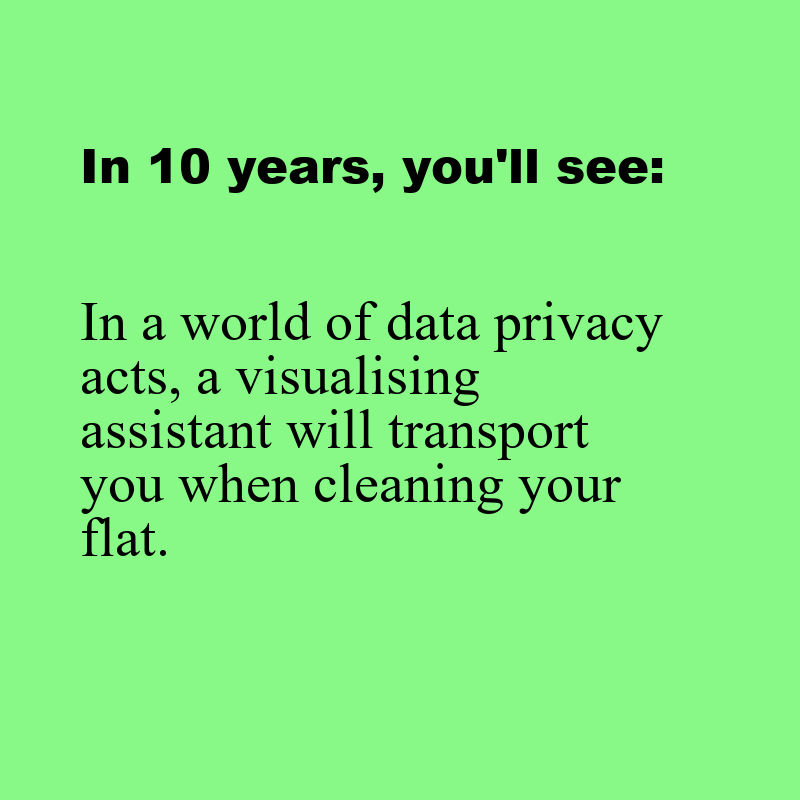 In 10 years, you'll see:
In a world of data privacy
acts, a visualising
assistant will transport
you when cleaning your
flat.